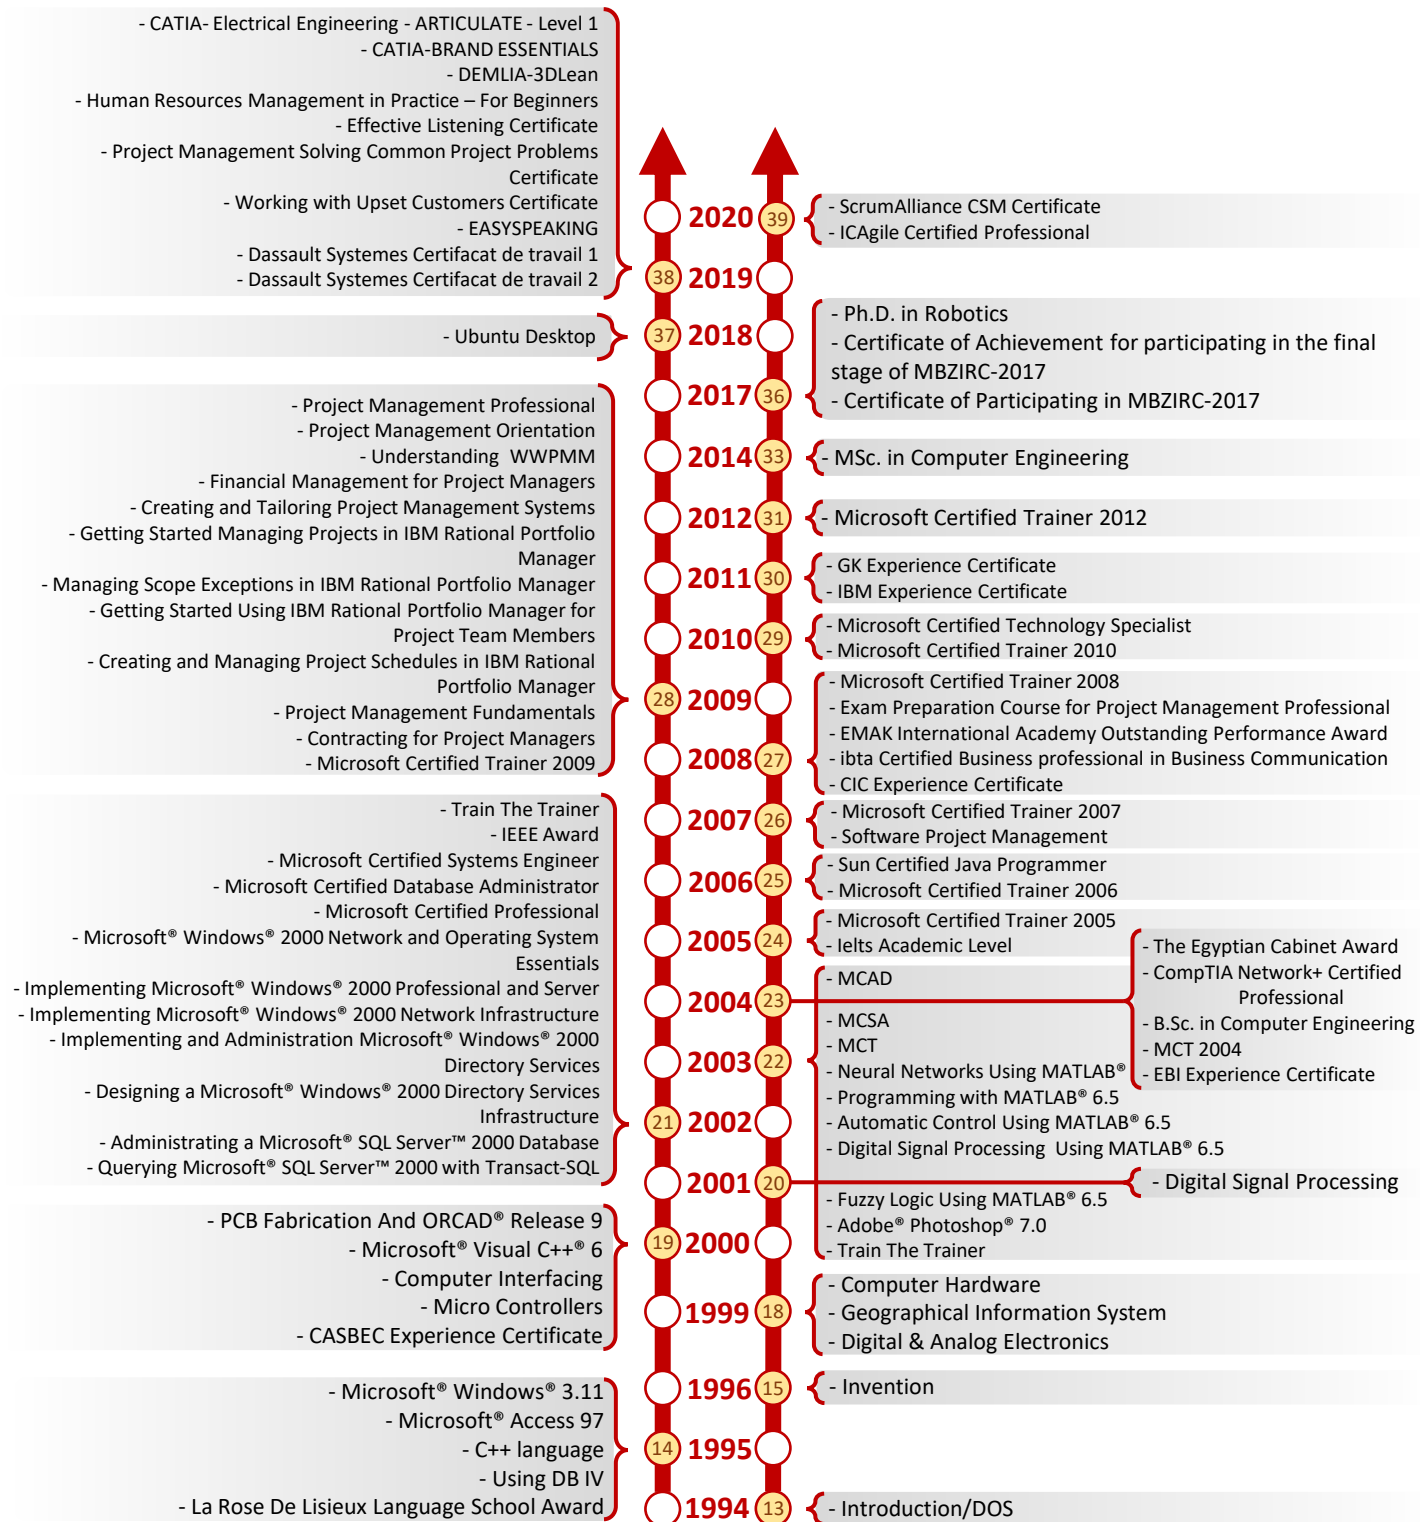 - CATIA- Electrical Engineering - ARTICULATE - Level 1
- CATIA-BRAND ESSENTIALS
- DEMLIA-3DLean
- Human Resources Management in Practice – For Beginners
- Effective Listening Certificate
- Project Management Solving Common Project Problems
Certificate
- Working with Upset Customers Certificate
- EASYSPEAKING
- Dassault Systemes Certifacat de travail 1
- Dassault Systemes Certifacat de travail 2
2020
39
- ScrumAlliance CSM Certificate
- ICAgile Certified Professional
38
2019
- Ubuntu Desktop
37
2018
2017
36
- Ph.D. in Robotics
- Certificate of Achievement for participating in the final
stage of MBZIRC-2017
- Certificate of Participating in MBZIRC-2017
2014
33
- MSc. in Computer Engineering
2012
31
- Microsoft Certified Trainer 2012
2011
30
- GK Experience Certificate
- IBM Experience Certificate
2010
29
- Microsoft Certified Technology Specialist
- Microsoft Certified Trainer 2010
- Project Management Professional
- Project Management Orientation
- Understanding  WWPMM
- Financial Management for Project Managers
- Creating and Tailoring Project Management Systems
- Getting Started Managing Projects in IBM Rational Portfolio
Manager
- Managing Scope Exceptions in IBM Rational Portfolio Manager
- Getting Started Using IBM Rational Portfolio Manager for
Project Team Members
- Creating and Managing Project Schedules in IBM Rational
Portfolio Manager
- Project Management Fundamentals
- Contracting for Project Managers
- Microsoft Certified Trainer 2009
28
2009
2008
27
- Microsoft Certified Trainer 2008
- Exam Preparation Course for Project Management Professional
- EMAK International Academy Outstanding Performance Award
- ibta Certified Business professional in Business Communication
- CIC Experience Certificate
2007
26
- Microsoft Certified Trainer 2007
- Software Project Management
2006
25
- Sun Certified Java Programmer
- Microsoft Certified Trainer 2006
2005
24
- Microsoft Certified Trainer 2005
- Ielts Academic Level
2004
23
- The Egyptian Cabinet Award
- CompTIA Network+ Certified
Professional
- B.Sc. in Computer Engineering
- MCT 2004
- EBI Experience Certificate
2003
22
- MCAD
- MCSA
- MCT
- Neural Networks Using MATLAB®
- Programming with MATLAB® 6.5
- Automatic Control Using MATLAB® 6.5
- Digital Signal Processing  Using MATLAB® 6.5
- Fuzzy Logic Using MATLAB® 6.5
- Adobe® Photoshop® 7.0
- Train The Trainer
- Train The Trainer
- IEEE Award
- Microsoft Certified Systems Engineer
- Microsoft Certified Database Administrator
- Microsoft Certified Professional
- Microsoft® Windows® 2000 Network and Operating System
Essentials
- Implementing Microsoft® Windows® 2000 Professional and Server
- Implementing Microsoft® Windows® 2000 Network Infrastructure
- Implementing and Administration Microsoft® Windows® 2000
Directory Services
- Designing a Microsoft® Windows® 2000 Directory Services
Infrastructure
- Administrating a Microsoft® SQL Server™ 2000 Database
- Querying Microsoft® SQL Server™ 2000 with Transact-SQL
21
2002
2001
20
- Digital Signal Processing
- PCB Fabrication And ORCAD® Release 9
- Microsoft® Visual C++® 6
- Computer Interfacing
- Micro Controllers
- CASBEC Experience Certificate
19
2000
1999
18
- Computer Hardware
- Geographical Information System
- Digital & Analog Electronics
1996
15
- Invention
- Microsoft® Windows® 3.11
- Microsoft® Access 97
- C++ language
- Using DB IV
- La Rose De Lisieux Language School Award
14
1995
1994
13
- Introduction/DOS